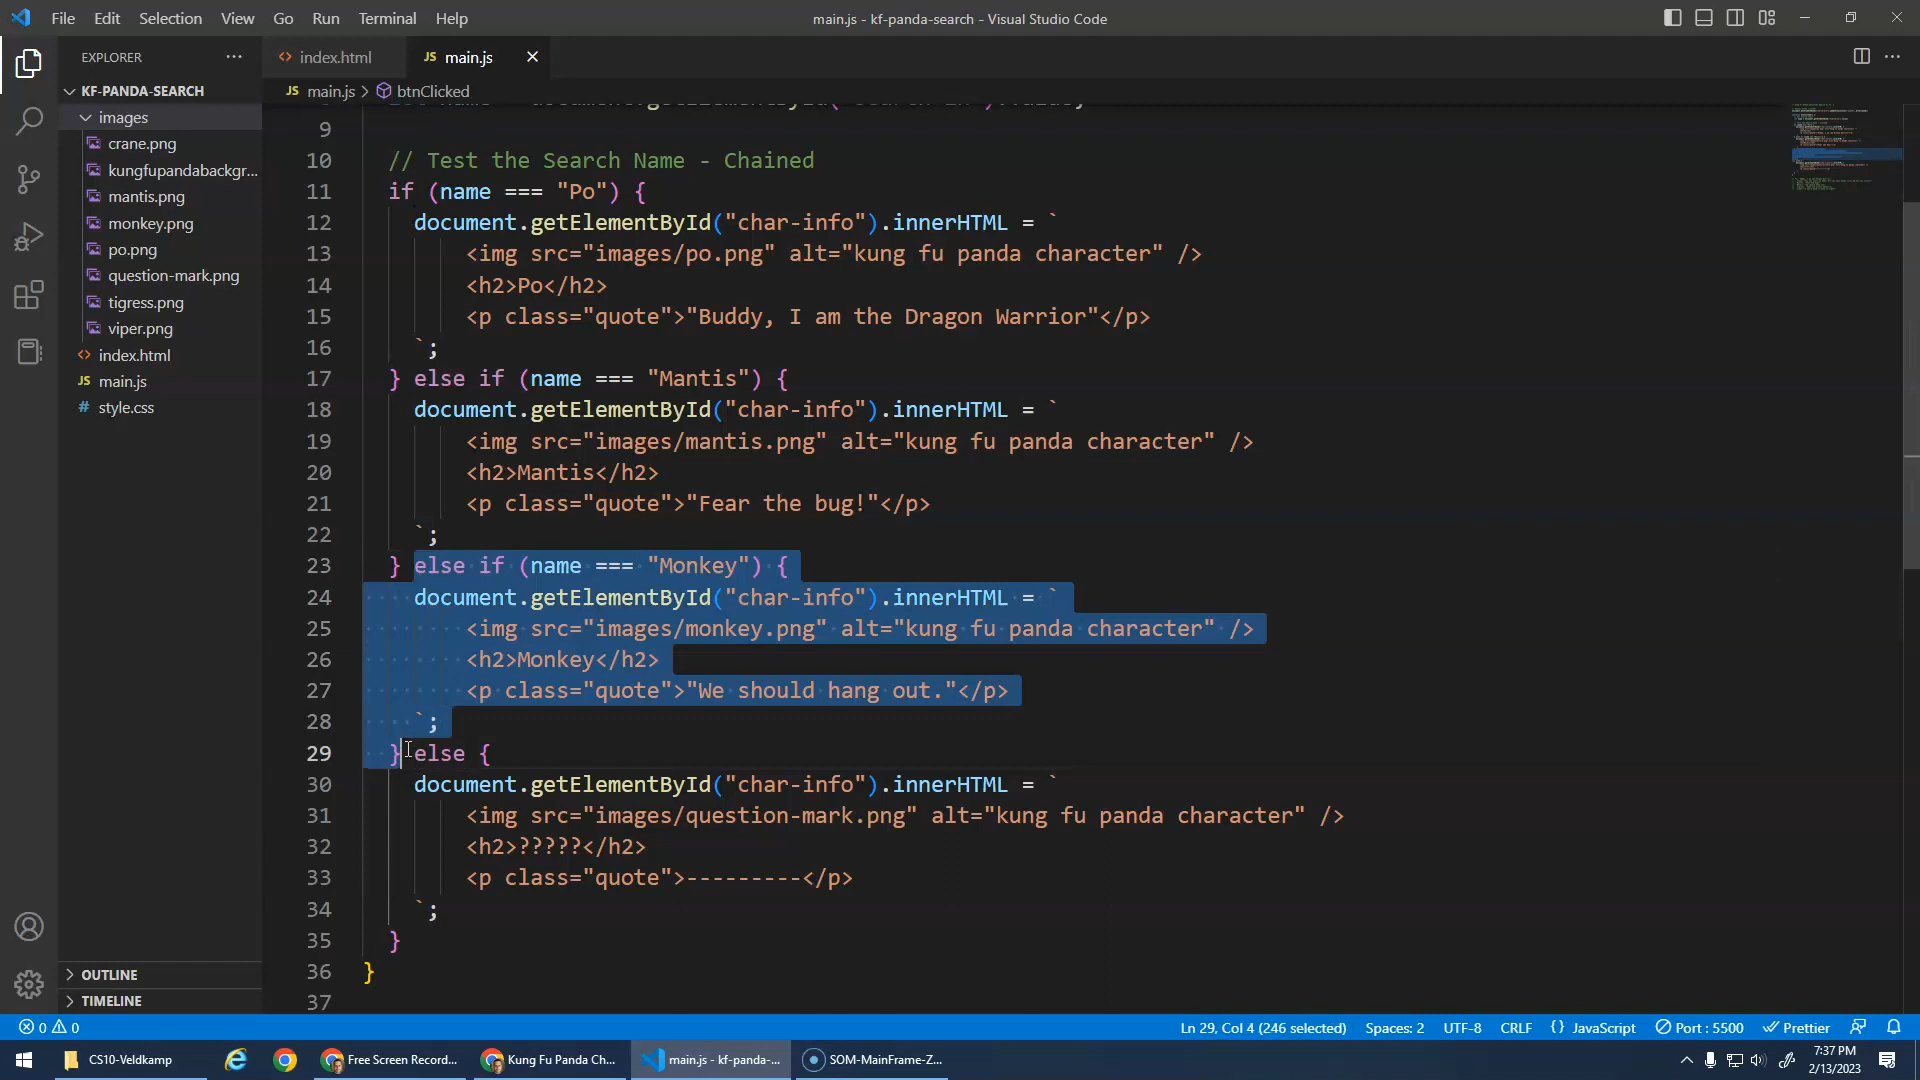 File Edit Selection View Go Run Terminal Help
main.js - kf-panda-search - Visual Studio Code
EXPLORER
index.html
JS main.js
KF-PANDA-SEARCH
JS main.js > btnClicked
images
crane.png
kungfupandabackgr...
mantis.png
monkey.png
po.png
question-mark.png
tigress.png
viper.png
index.html
JS main.js
# style.css
OUTLINE
TIMELINE
9
10 // Test the Search Name - Chained
11 if (name === "Po") {
12 document.getElementById("char-info").innerHTML = `
13 <img src="images/po.png" alt="kung fu panda character" />
14 <h2>Po</h2>
15 <p class="quote">"Buddy, I am the Dragon Warrior"</p>
16 `;
17 } else if (name === "Mantis") {
18 document.getElementById("char-info").innerHTML = `
19 <img src="images/mantis.png" alt="kung fu panda character" />
20 <h2>Mantis</h2>
21 <p class="quote">"Fear the bug!"</p>
22 `;
23 } else if (name === "Monkey") {
24 document.getElementById("char-info").innerHTML = `
25 <img src="images/monkey.png" alt="kung fu panda character" />
26 <h2>Monkey</h2>
27 <p class="quote">"We should hang out."</p>
28 `;
29 } else {
30 document.getElementById("char-info").innerHTML = `
31 <img src="images/question-mark.png" alt="kung fu panda character" />
32 <h2>?????</h2>
33 <p class="quote">---------</p>
34 `;
35 }
36 }
37
0 0
Ln 29, Col 4 (246 selected) Spaces: 2 UTF-8 CRLF {} JavaScript Port : 5500 Prettier
CS10-Veldkamp
Free Screen Record...
Kung Fu Panda Ch...
main.js - kf-panda-...
SOM-MainFrame-Z...
7:37 PM
2/13/2023